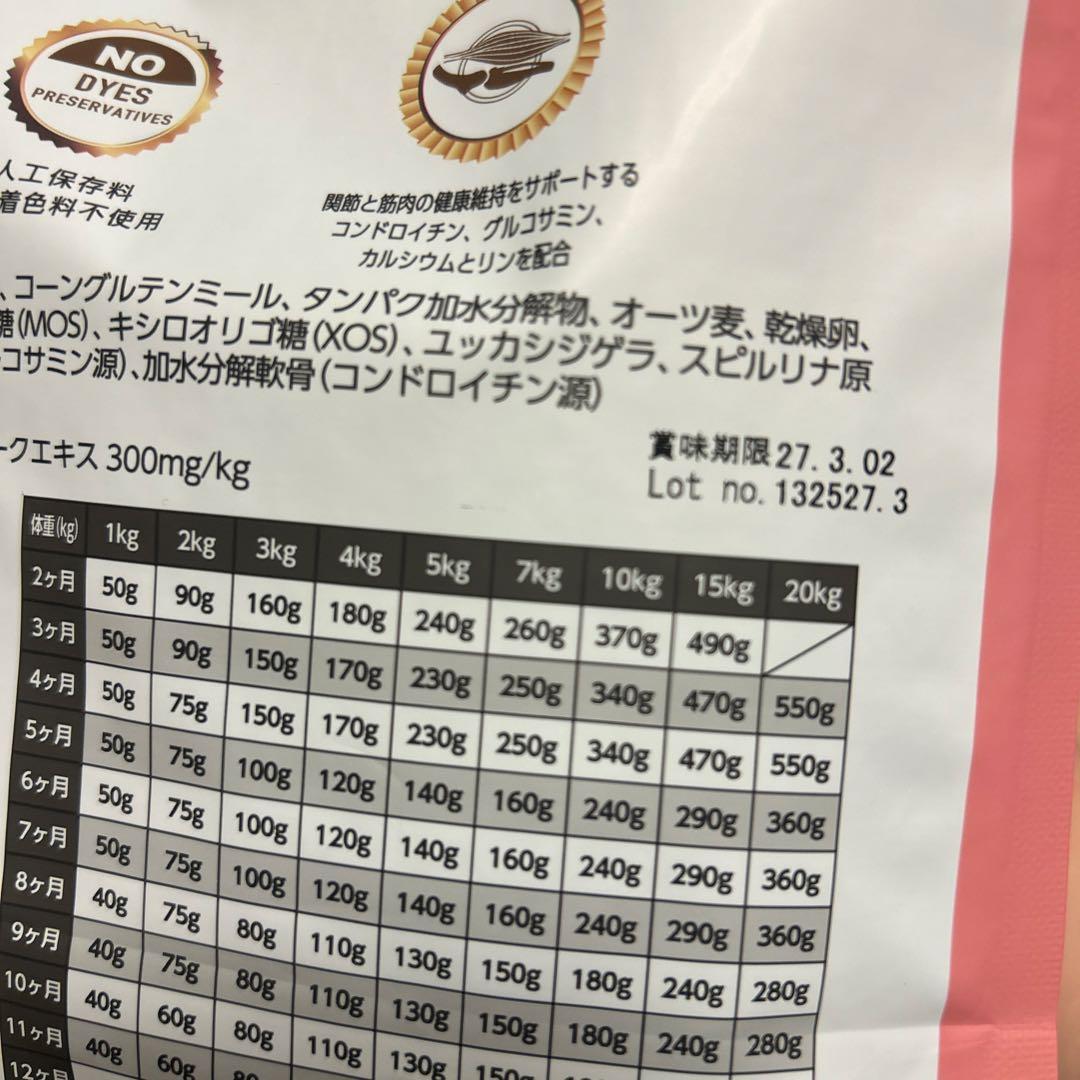 NO
DYES
PRESERVATIVES
人工保存料
着色料不使用
関節と筋肉の健康維持をサポートする
コンドロイチン、グルコサミン、
カルシウムとリンを配合
、コーングルテンミール、タンパク加水分解物、オーツ麦、乾燥卵、
糖(MOS)、キシロオリゴ糖(XOS)、ユッカシジゲラ、スピルリナ原
コサミン源)、加水分解軟骨(コンドロイチン源)
ークエキス 300mg/kg
賞味期限27.3.02
Lot no.132527.3
体重(kg) 1kg 2kg 3kg 4kg 5kg 7kg 10kg 15kg 20kg
2ヶ月 50g 90g 160g 180g 240g 260g 370g 490g
3ヶ月 50g 90g 150g 170g 230g 250g 340g 470g 550g
4ヶ月 50g 75g 150g 170g 230g 250g 340g 470g 550g
5ヶ月 50g 75g 100g 120g 140g 160g 240g 290g 360g
6ヶ月 50g 75g 100g 120g 140g 160g 240g 290g 360g
7ヶ月 50g 75g 100g 120g 140g 160g 240g 290g 360g
8ヶ月 40g 75g 80g 110g 130g 150g 180g 240g 280g
9ヶ月 40g 75g 80g 110g 130g 150g 180g 240g 280g
10ヶ月 40g 60g 80g 110g 130g 150g
11ヶ月 40g 60g 80g
12ヶ月